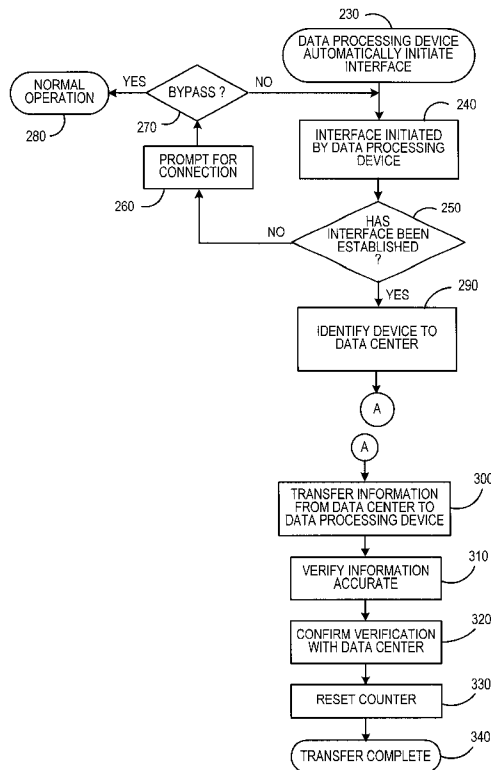 230
DATA PROCESSING DEVICE
AUTOMATICALLY INITIATE
INTERFACE
NORMAL
OPERATION
280
YES
BYPASS ?
270
NO
240
INTERFACE INITIATED
BY DATA PROCESSING
DEVICE
PROMPT FOR
CONNECTION
260
250
NO
HAS
INTERFACE BEEN
ESTABLISHED
?
YES
290
IDENTIFY DEVICE TO
DATA CENTER
A
A
300
TRANSFER INFORMATION
FROM DATA CENTER TO
DATA PROCESSING DEVICE
310
VERIFY INFORMATION
ACCURATE
320
CONFIRM VERIFICATION
WITH DATA CENTER
330
RESET COUNTER
340
TRANSFER COMPLETE